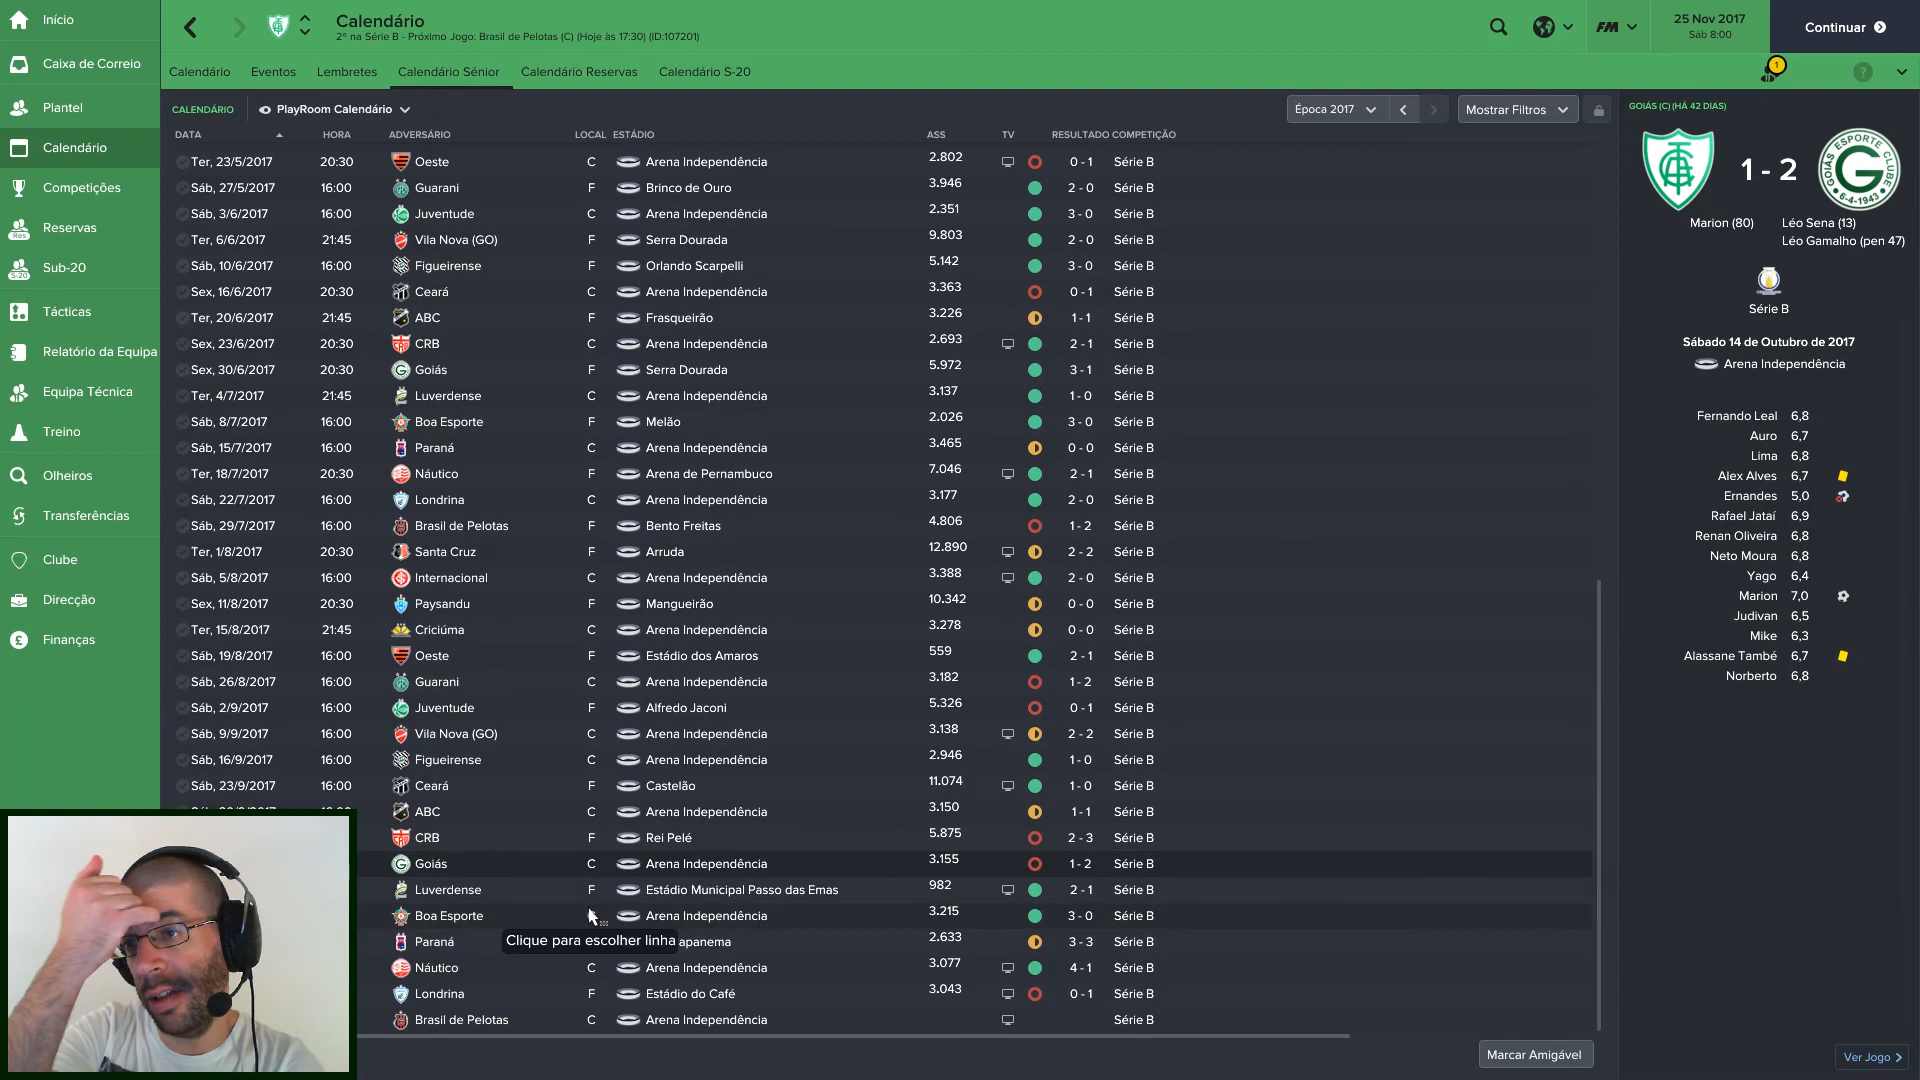 Início
Caixa de Correio
Plantel
Calendário
Competições
Reservas
Sub-20
Tácticas
Relatório da Equipa
Equipa Técnica
Treino
Olheiros
Transferências
Clube
Direcção
Finanças
Calendário
2º na Série B - Próximo Jogo: Brasil de Pelotas (C) (Hoje às 17:30) (ID:107201)
FM
25 Nov 2017
Sáb 8:00
Continuar
Calendário Eventos Lembretes Calendário Sénior Calendário Reservas Calendário S-20
1
?
CALENDÁRIO PlayRoom Calendário
Época 2017 Mostrar Filtros
DATA HORA ADVERSÁRIO LOCAL ESTÁDIO ASS TV RESULTADO COMPETIÇÃO
Ter, 23/5/2017 20:30 Oeste C Arena Independência 2.802 0 - 1 Série B
Sáb, 27/5/2017 16:00 Guarani F Brinco de Ouro 3.946 2 - 0 Série B
Sáb, 3/6/2017 16:00 Juventude C Arena Independência 2.351 3 - 0 Série B
Ter, 6/6/2017 21:45 Vila Nova (GO) F Serra Dourada 9.803 2 - 0 Série B
Sáb, 10/6/2017 16:00 Figueirense F Orlando Scarpelli 5.142 3 - 0 Série B
Sex, 16/6/2017 20:30 Ceará C Arena Independência 3.363 0 - 1 Série B
Ter, 20/6/2017 21:45 ABC F Frasqueirão 3.226 1 - 1 Série B
Sex, 23/6/2017 20:30 CRB C Arena Independência 2.693 2 - 1 Série B
Sex, 30/6/2017 20:30 Goiás F Serra Dourada 5.972 3 - 1 Série B
Ter, 4/7/2017 21:45 Luverdense C Arena Independência 3.137 1 - 0 Série B
Sáb, 8/7/2017 16:00 Boa Esporte F Melão 2.026 3 - 0 Série B
Sáb, 15/7/2017 16:00 Paraná C Arena Independência 3.465 0 - 0 Série B
Ter, 18/7/2017 20:30 Náutico F Arena de Pernambuco 7.046 2 - 1 Série B
Sáb, 22/7/2017 16:00 Londrina C Arena Independência 3.177 2 - 0 Série B
Sáb, 29/7/2017 16:00 Brasil de Pelotas F Bento Freitas 4.806 1 - 2 Série B
Ter, 1/8/2017 20:30 Santa Cruz F Arruda 12.890 2 - 2 Série B
Sáb, 5/8/2017 16:00 Internacional C Arena Independência 3.388 2 - 0 Série B
Sex, 11/8/2017 20:30 Paysandu F Mangueirão 10.342 0 - 0 Série B
Ter, 15/8/2017 21:45 Criciúma C Arena Independência 3.278 0 - 0 Série B
Sáb, 19/8/2017 16:00 Oeste F Estádio dos Amaros 559 2 - 1 Série B
Sáb, 26/8/2017 16:00 Guarani C Arena Independência 3.182 1 - 2 Série B
Sáb, 2/9/2017 16:00 Juventude F Alfredo Jaconi 5.326 0 - 1 Série B
Sáb, 9/9/2017 16:00 Vila Nova (GO) C Arena Independência 3.138 2 - 2 Série B
Sáb, 16/9/2017 16:00 Figueirense C Arena Independência 2.946 1 - 0 Série B
Sáb, 23/9/2017 16:00 Ceará F Castelão 11.074 1 - 0 Série B
ABC C Arena Independência 3.150 1 - 1 Série B
CRB F Rei Pelé 5.875 2 - 3 Série B
Goiás C Arena Independência 3.155 1 - 2 Série B
Luverdense F Estádio Municipal Passo das Emas 982 2 - 1 Série B
Boa Esporte Arena Independência 3.215 3 - 0 Série B
Paraná Clique para escolher linha apanema 2.633 3 - 3 Série B
Náutico C Arena Independência 3.077 4 - 1 Série B
Londrina F Estádio do Café 3.043 0 - 1 Série B
Brasil de Pelotas C Arena Independência Série B
Marcar Amigável
GOIÁS (C) (HÁ 42 DIAS)
1 - 2
GOIÁS ESPORTE CLUBE
G
6-4-1943
Marion (80) Léo Sena (13)
Léo Gamalho (pen 47)
Série B
Sábado 14 de Outubro de 2017
Arena Independência
Fernando Leal 6,8
Auro 6,7
Lima 6,8
Alex Alves 6,7
Ernandes 5,0
Rafael Jataí 6,9
Renan Oliveira 6,8
Neto Moura 6,8
Yago 6,4
Marion 7,0
Judivan 6,5
Mike 6,3
Alassane També 6,7
Norberto 6,8
Ver Jogo